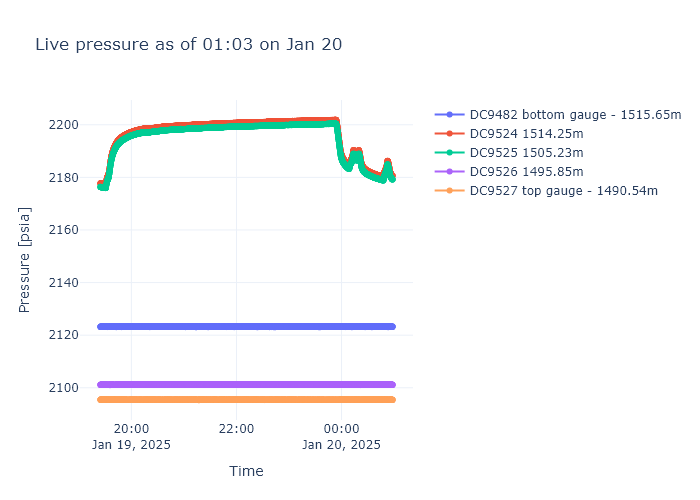 Live pressure as of 01:03 on Jan 20
DC9482 bottom gauge - 1515.65m
DC9524 1514.25m
DC9525 1505.23m
DC9526 1495.85m
DC9527 top gauge - 1490.54m
Pressure [psia]
2200
2180
2160
2140
2120
2100
20:00
Jan 19, 2025
22:00
00:00
Jan 20, 2025
Time